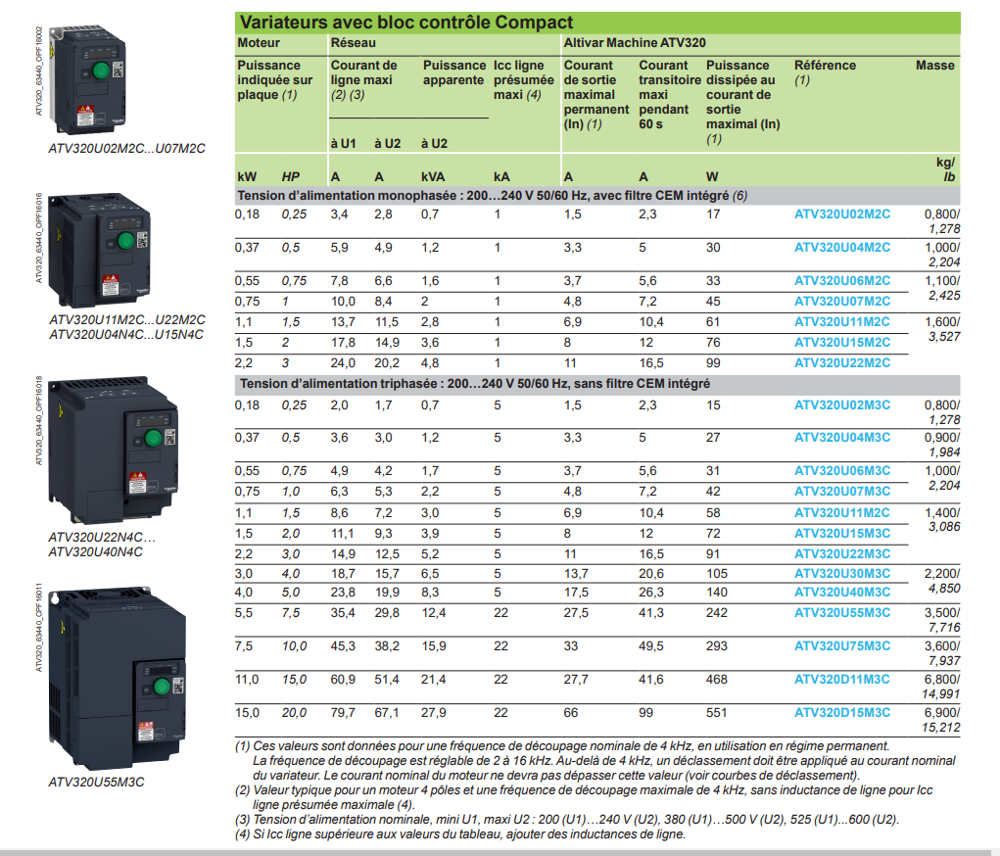 Variateurs avec bloc contrôle Compact
Moteur Réseau Altivar Machine ATV320
Puissance indiquée sur plaque (1)
Courant de ligne maxi (2) (3)
Puissance apparente
Icc ligne présumée maxi (4)
Courant de sortie maximal permanent (In) (1)
Courant transitoire maxi pendant 60 s
Puissance dissipée au courant de sortie maximal (In) (1)
Référence (1)
Masse
à U1 à U2 à U2
kW HP A A kVA kA A A W kg/ lb
Tension d’alimentation monophasée : 200…240 V 50/60 Hz, avec filtre CEM intégré (6)
0,18 0,25 3,4 2,8 0,7 1 1,5 2,3 17 ATV320U02M2C 0,800/ 1,278
0,37 0,5 5,9 4,9 1,2 1 3,3 5 30 ATV320U04M2C 1,000/ 2,204
0,55 0,75 7,8 6,6 1,6 1 3,7 5,6 33 ATV320U06M2C 1,100/ 2,425
0,75 1 10,0 8,4 2 1 4,8 7,2 45 ATV320U07M2C
1,1 1,5 13,7 11,5 2,8 1 6,9 10,4 61 ATV320U11M2C 1,600/ 3,527
1,5 2 17,8 14,9 3,6 1 8 12 76 ATV320U15M2C
2,2 3 24,0 20,2 4,8 1 11 16,5 99 ATV320U22M2C
Tension d’alimentation triphasée : 200…240 V 50/60 Hz, sans filtre CEM intégré
0,18 0,25 2,0 1,7 0,7 5 1,5 2,3 15 ATV320U02M3C 0,800/ 1,278
0,37 0,5 3,6 3,0 1,2 5 3,3 5 27 ATV320U04M3C 0,900/ 1,984
0,55 0,75 4,9 4,2 1,7 5 3,7 5,6 31 ATV320U06M3C 1,000/ 2,204
0,75 1,0 6,3 5,3 2,2 5 4,8 7,2 42 ATV320U07M3C
1,1 1,5 8,6 7,2 3,0 5 6,9 10,4 58 ATV320U11M2C 1,400/ 3,086
1,5 2,0 11,1 9,3 3,9 5 8 12 72 ATV320U15M3C
2,2 3,0 14,9 12,5 5,2 5 11 16,5 91 ATV320U22M3C
3,0 4,0 18,7 15,7 6,5 5 13,7 20,6 105 ATV320U30M3C 2,200/ 4,850
4,0 5,0 23,8 19,9 8,3 5 17,5 26,3 140 ATV320U40M3C
5,5 7,5 35,4 29,8 12,4 22 27,5 41,3 242 ATV320U55M3C 3,500/ 7,716
7,5 10,0 45,3 38,2 15,9 22 33 49,5 293 ATV320U75M3C 3,600/ 7,937
11,0 15,0 60,9 51,4 21,4 22 27,7 41,6 468 ATV320D11M3C 6,800/ 14,991
15,0 20,0 79,7 67,1 27,9 22 66 99 551 ATV320D15M3C 6,900/ 15,212
(1) Ces valeurs sont données pour une fréquence de découpage nominale de 4 kHz, en utilisation en régime permanent.
La fréquence de découpage est réglable de 2 à 16 kHz. Au-delà de 4 kHz, un déclassement doit être appliqué au courant nominal
du variateur. Le courant nominal du moteur ne devra pas dépasser cette valeur (voir courbes de déclassement).
(2) Valeur typique pour un moteur 4 pôles et une fréquence de découpage maximale de 4 kHz, sans inductance de ligne pour Icc
ligne présumée maximale (4).
(3) Tension d’alimentation nominale, mini U1, maxi U2 : 200 (U1)…240 V (U2), 380 (U1)…500 V (U2), 525 (U1)...600 (U2).
(4) Si Icc ligne supérieure aux valeurs du tableau, ajouter des inductances de ligne.
ATV320_63440_OPF16002
ATV320U02M2C...U07M2C
ATV320_63440_OPF16016
ATV320U11M2C...U22M2C
ATV320U04N4C...U15N4C
ATV320_63440_OPF16018
ATV320U22N4C…
ATV320U40N4C
ATV320_63440_OPF16011
ATV320U55M3C